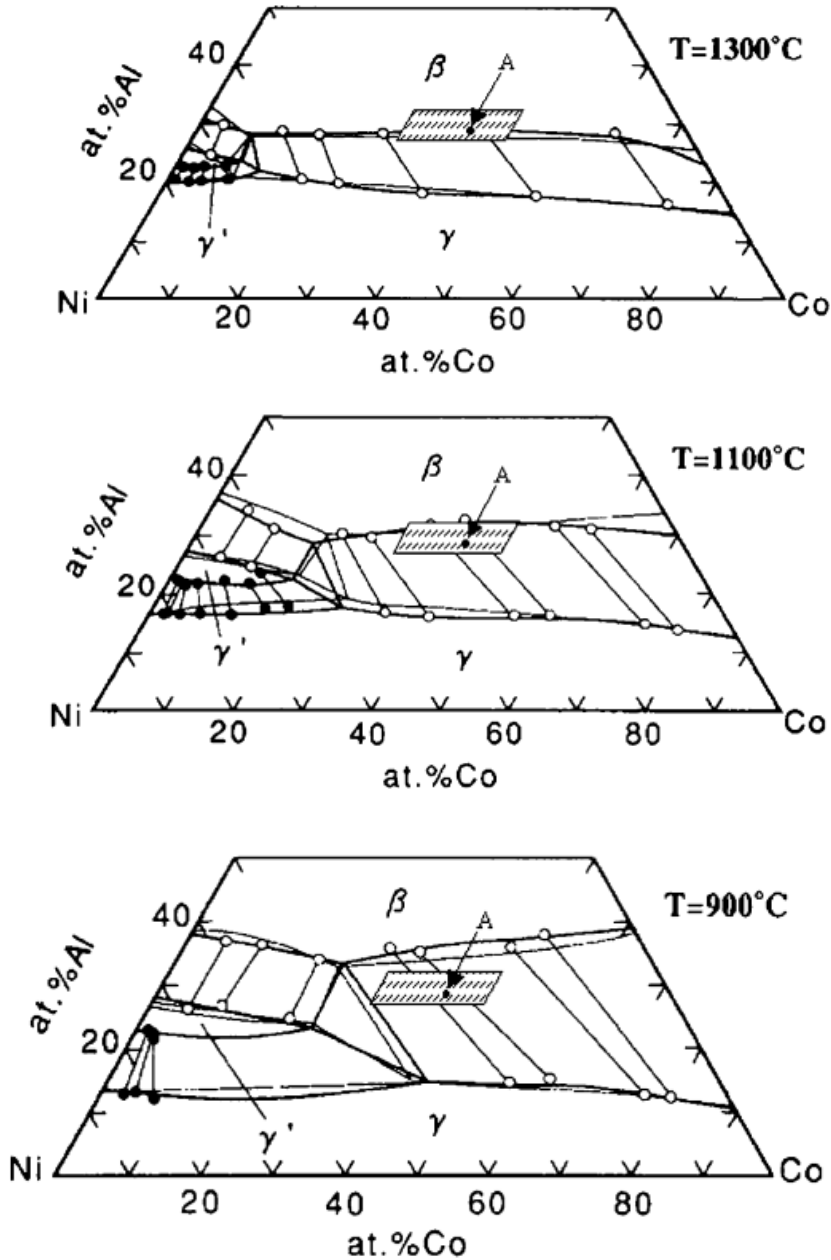 40
β
A
T=1300°C
at.%Al
20
γ'
γ
Ni
Co
20
40
60
80
at.%Co
40
β
A
T=1100°C
at.%Al
20
γ'
γ
Ni
Co
20
40
60
80
at.%Co
40
β
A
T=900°C
at.%Al
20
γ'
γ
Ni
Co
20
40
60
80
at.%Co